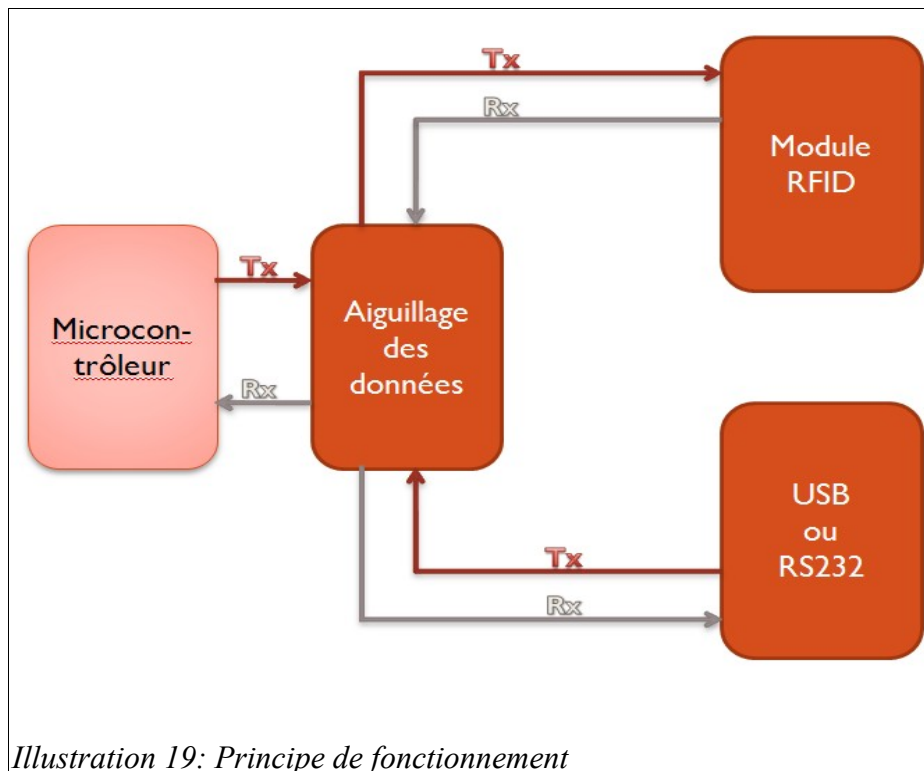 Tx
Rx
Module
RFID
Tx
Microcon-
trôleur
Rx
Aiguillage
des
données
USB
ou
RS232
Tx
Rx
Illustration 19: Principe de fonctionnement